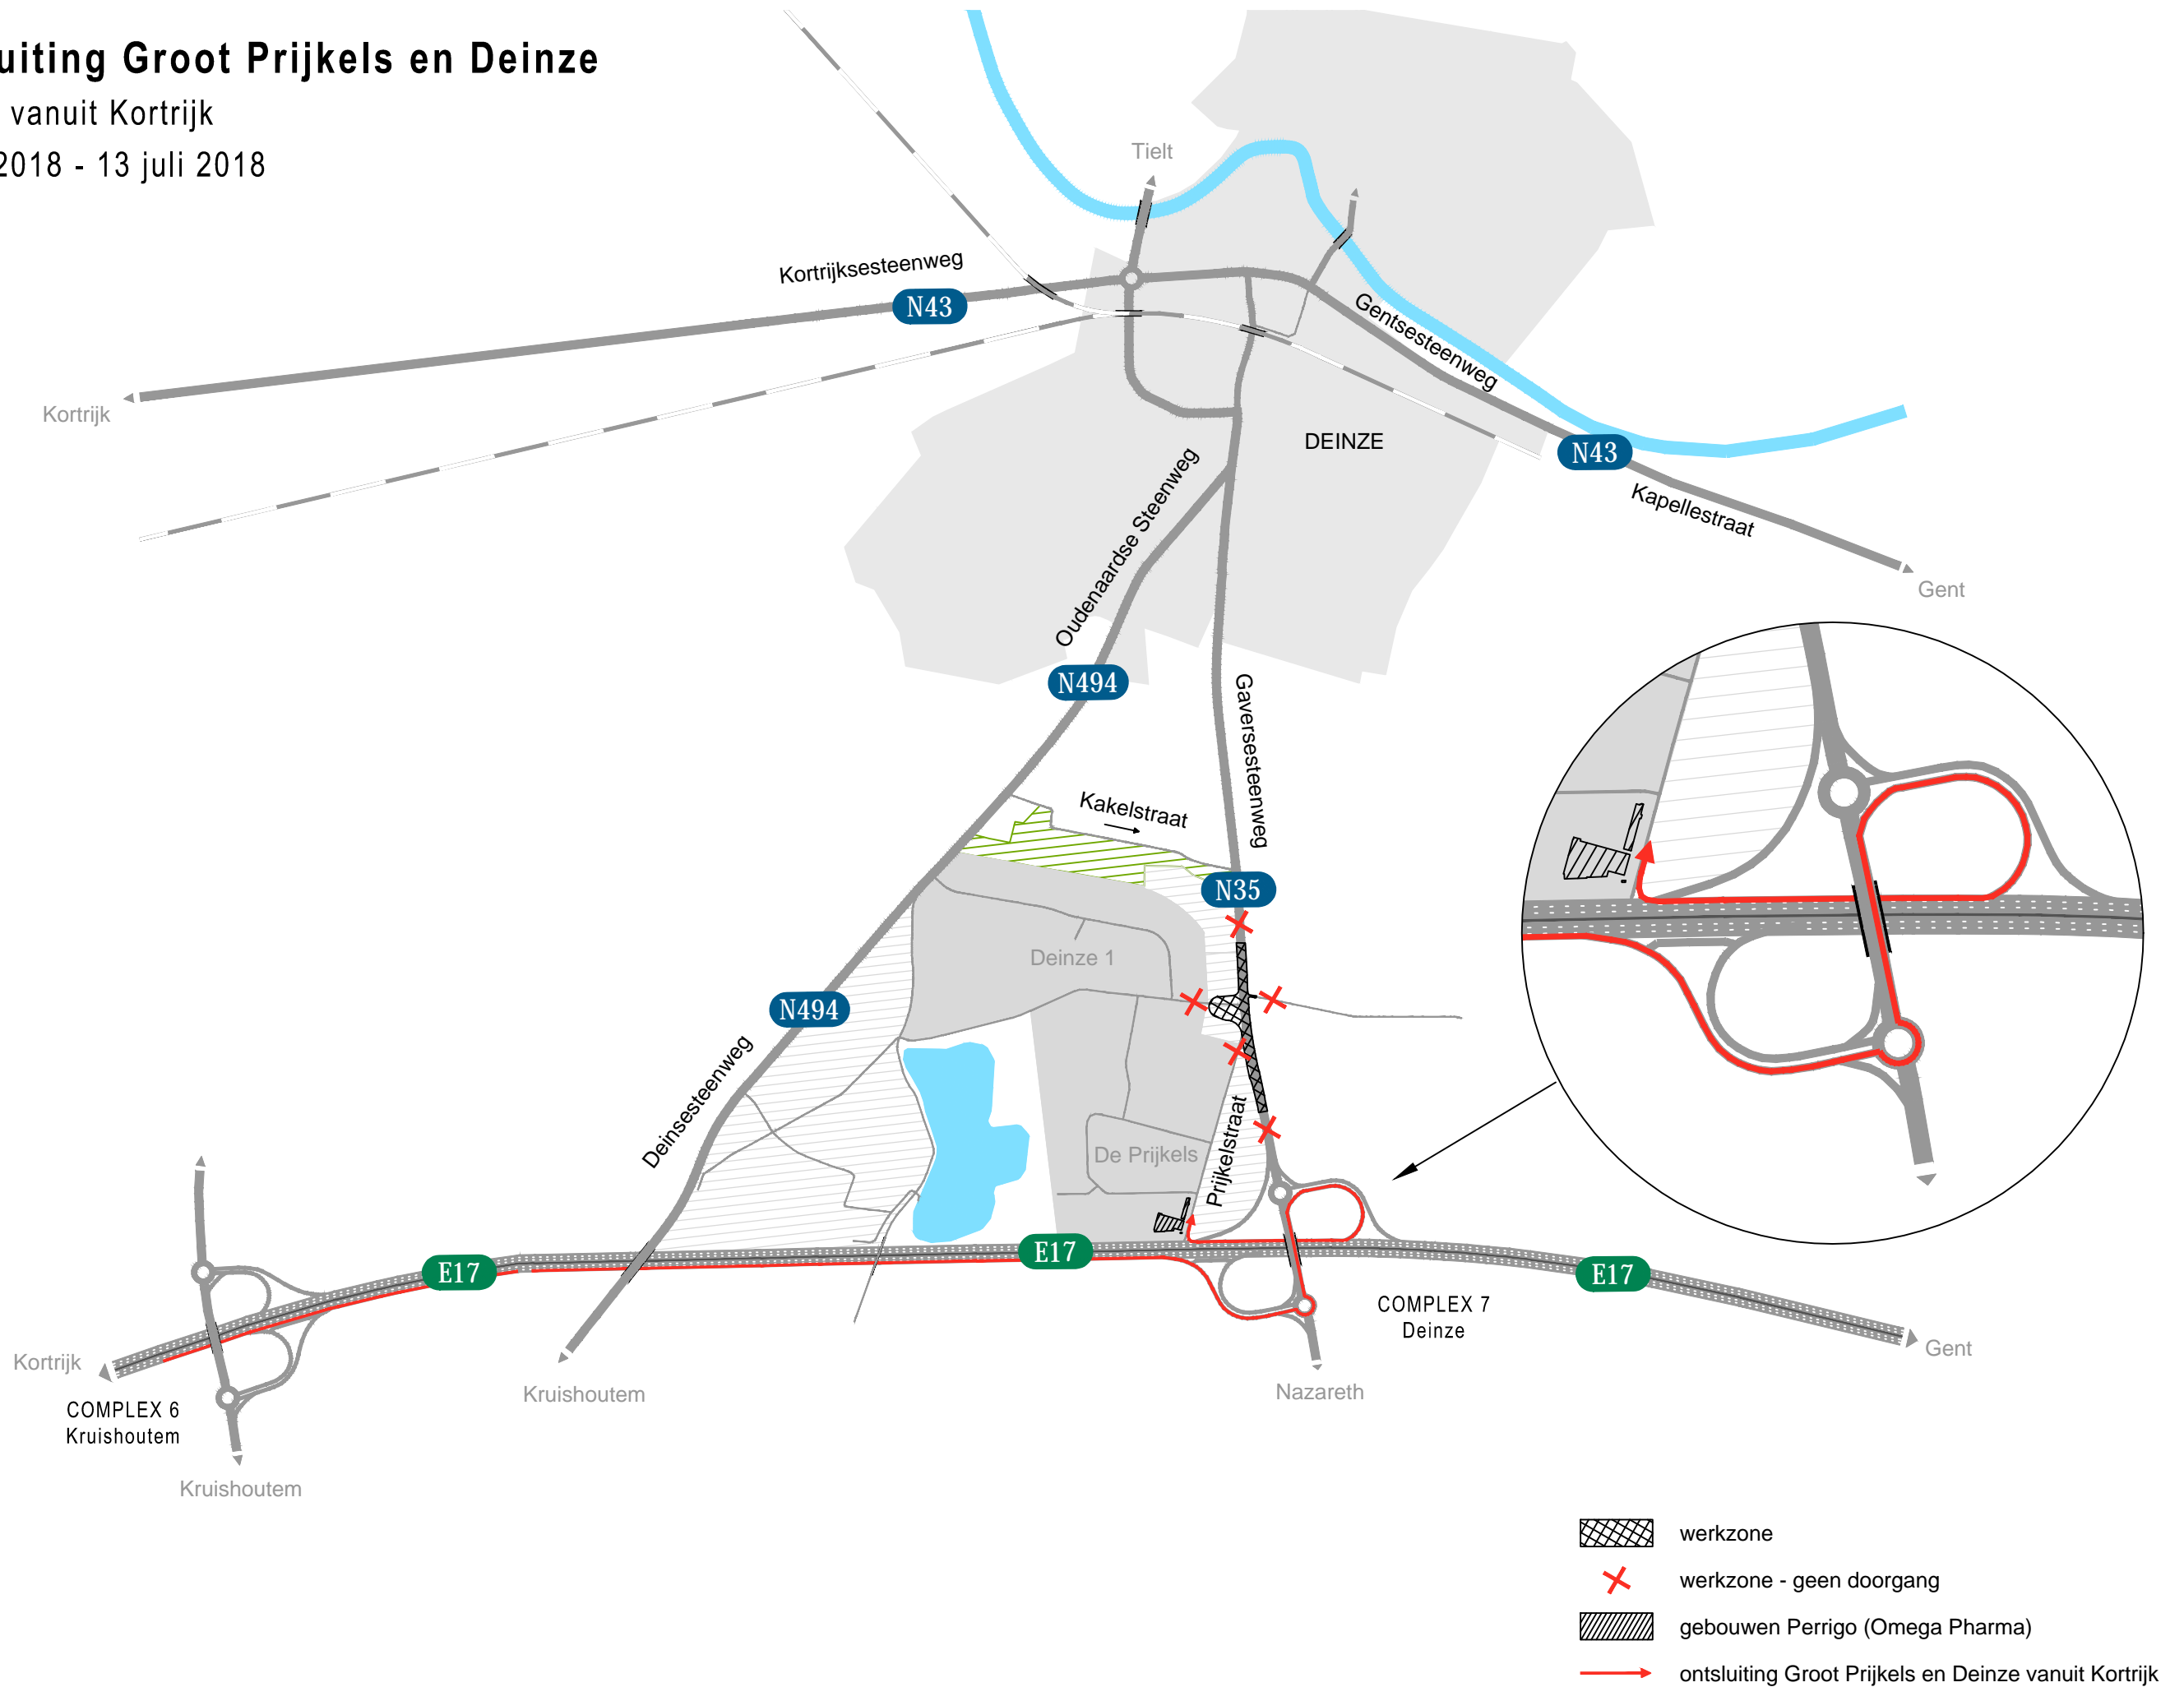 Groot Prijkels en Deinze
vanuit Kortrijk
2018 - 13 juli 2018
Tielt
Kortrijksesteenweg
N43
Gentsesteenweg
Kortrijk
DEINZE
N43
Oudenaardse Steenweg
Kapellestraat
Gent
N494
Gaversesteenweg
Kakelstraat
N35
Deinze 1
N494
Deinsesteenweg
Prijkelstraat
De Prijkels
E17
E17
E17
COMPLEX 7
Deinze
Kortrijk
Gent
Kruishoutem
Nazareth
COMPLEX 6
Kruishoutem
Kruishoutem
werkzone
werkzone - geen doorgang
gebouwen Perrigo (Omega Pharma)
ontsluiting Groot Prijkels en Deinze vanuit Kortrijk